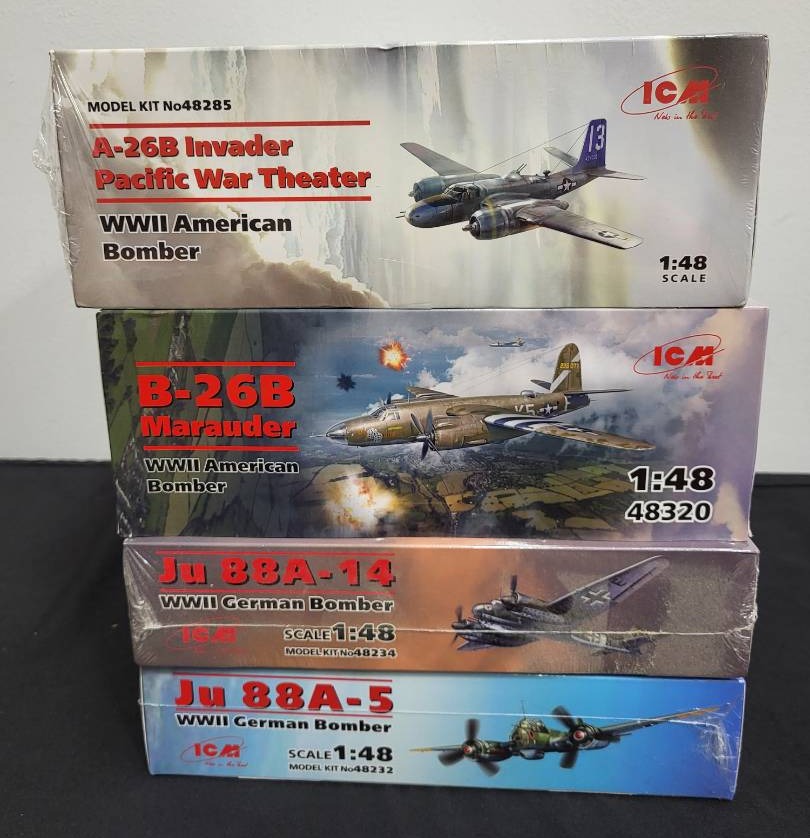 MODEL KIT No48285
A-26B Invader
Pacific War Theater
WWII American
Bomber
13
ICM
1:48
SCALE
B-26B
Marauder
WWII American
Bomber
K5
ICM
1:48
48320
Ju 88A-14
WWII German Bomber
ICM
SCALE 1:48
MODEL KIT No48234
Ju 88A-5
WWII German Bomber
ICM
SCALE 1:48
MODEL KIT No48232